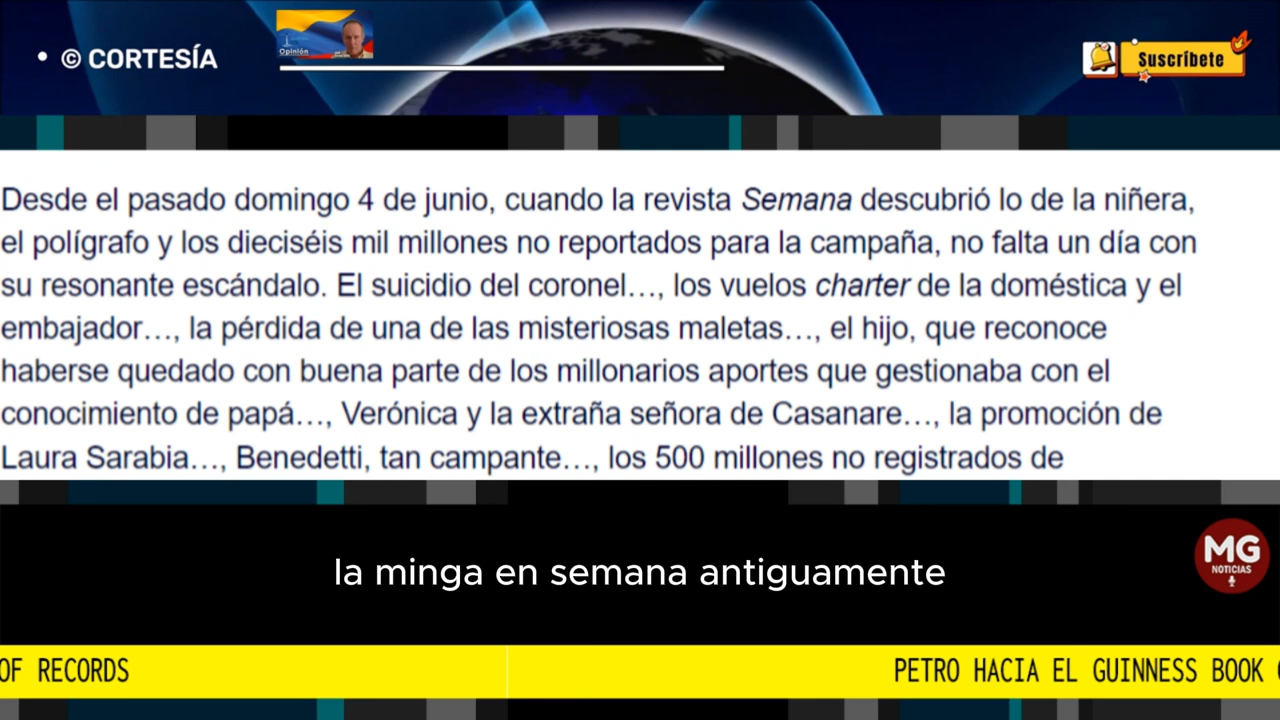 • © CORTESÍA
Opinión
Suscríbete
Desde el pasado domingo 4 de junio, cuando la revista Semana descubrió lo de la niñera,
el polígrafo y los dieciséis mil millones no reportados para la campaña, no falta un día con
su resonante escándalo. El suicidio del coronel…, los vuelos charter de la doméstica y el
embajador…, la pérdida de una de las misteriosas maletas…, el hijo, que reconoce
haberse quedado con buena parte de los millonarios aportes que gestionaba con el
conocimiento de papá…, Verónica y la extraña señora de Casanare…, la promoción de
Laura Sarabia…, Benedetti, tan campante…, los 500 millones no registrados de
la minga en semana antiguamente
MG
NOTICIAS
OF RECORDS
PETRO HACIA EL GUINNESS BOOK